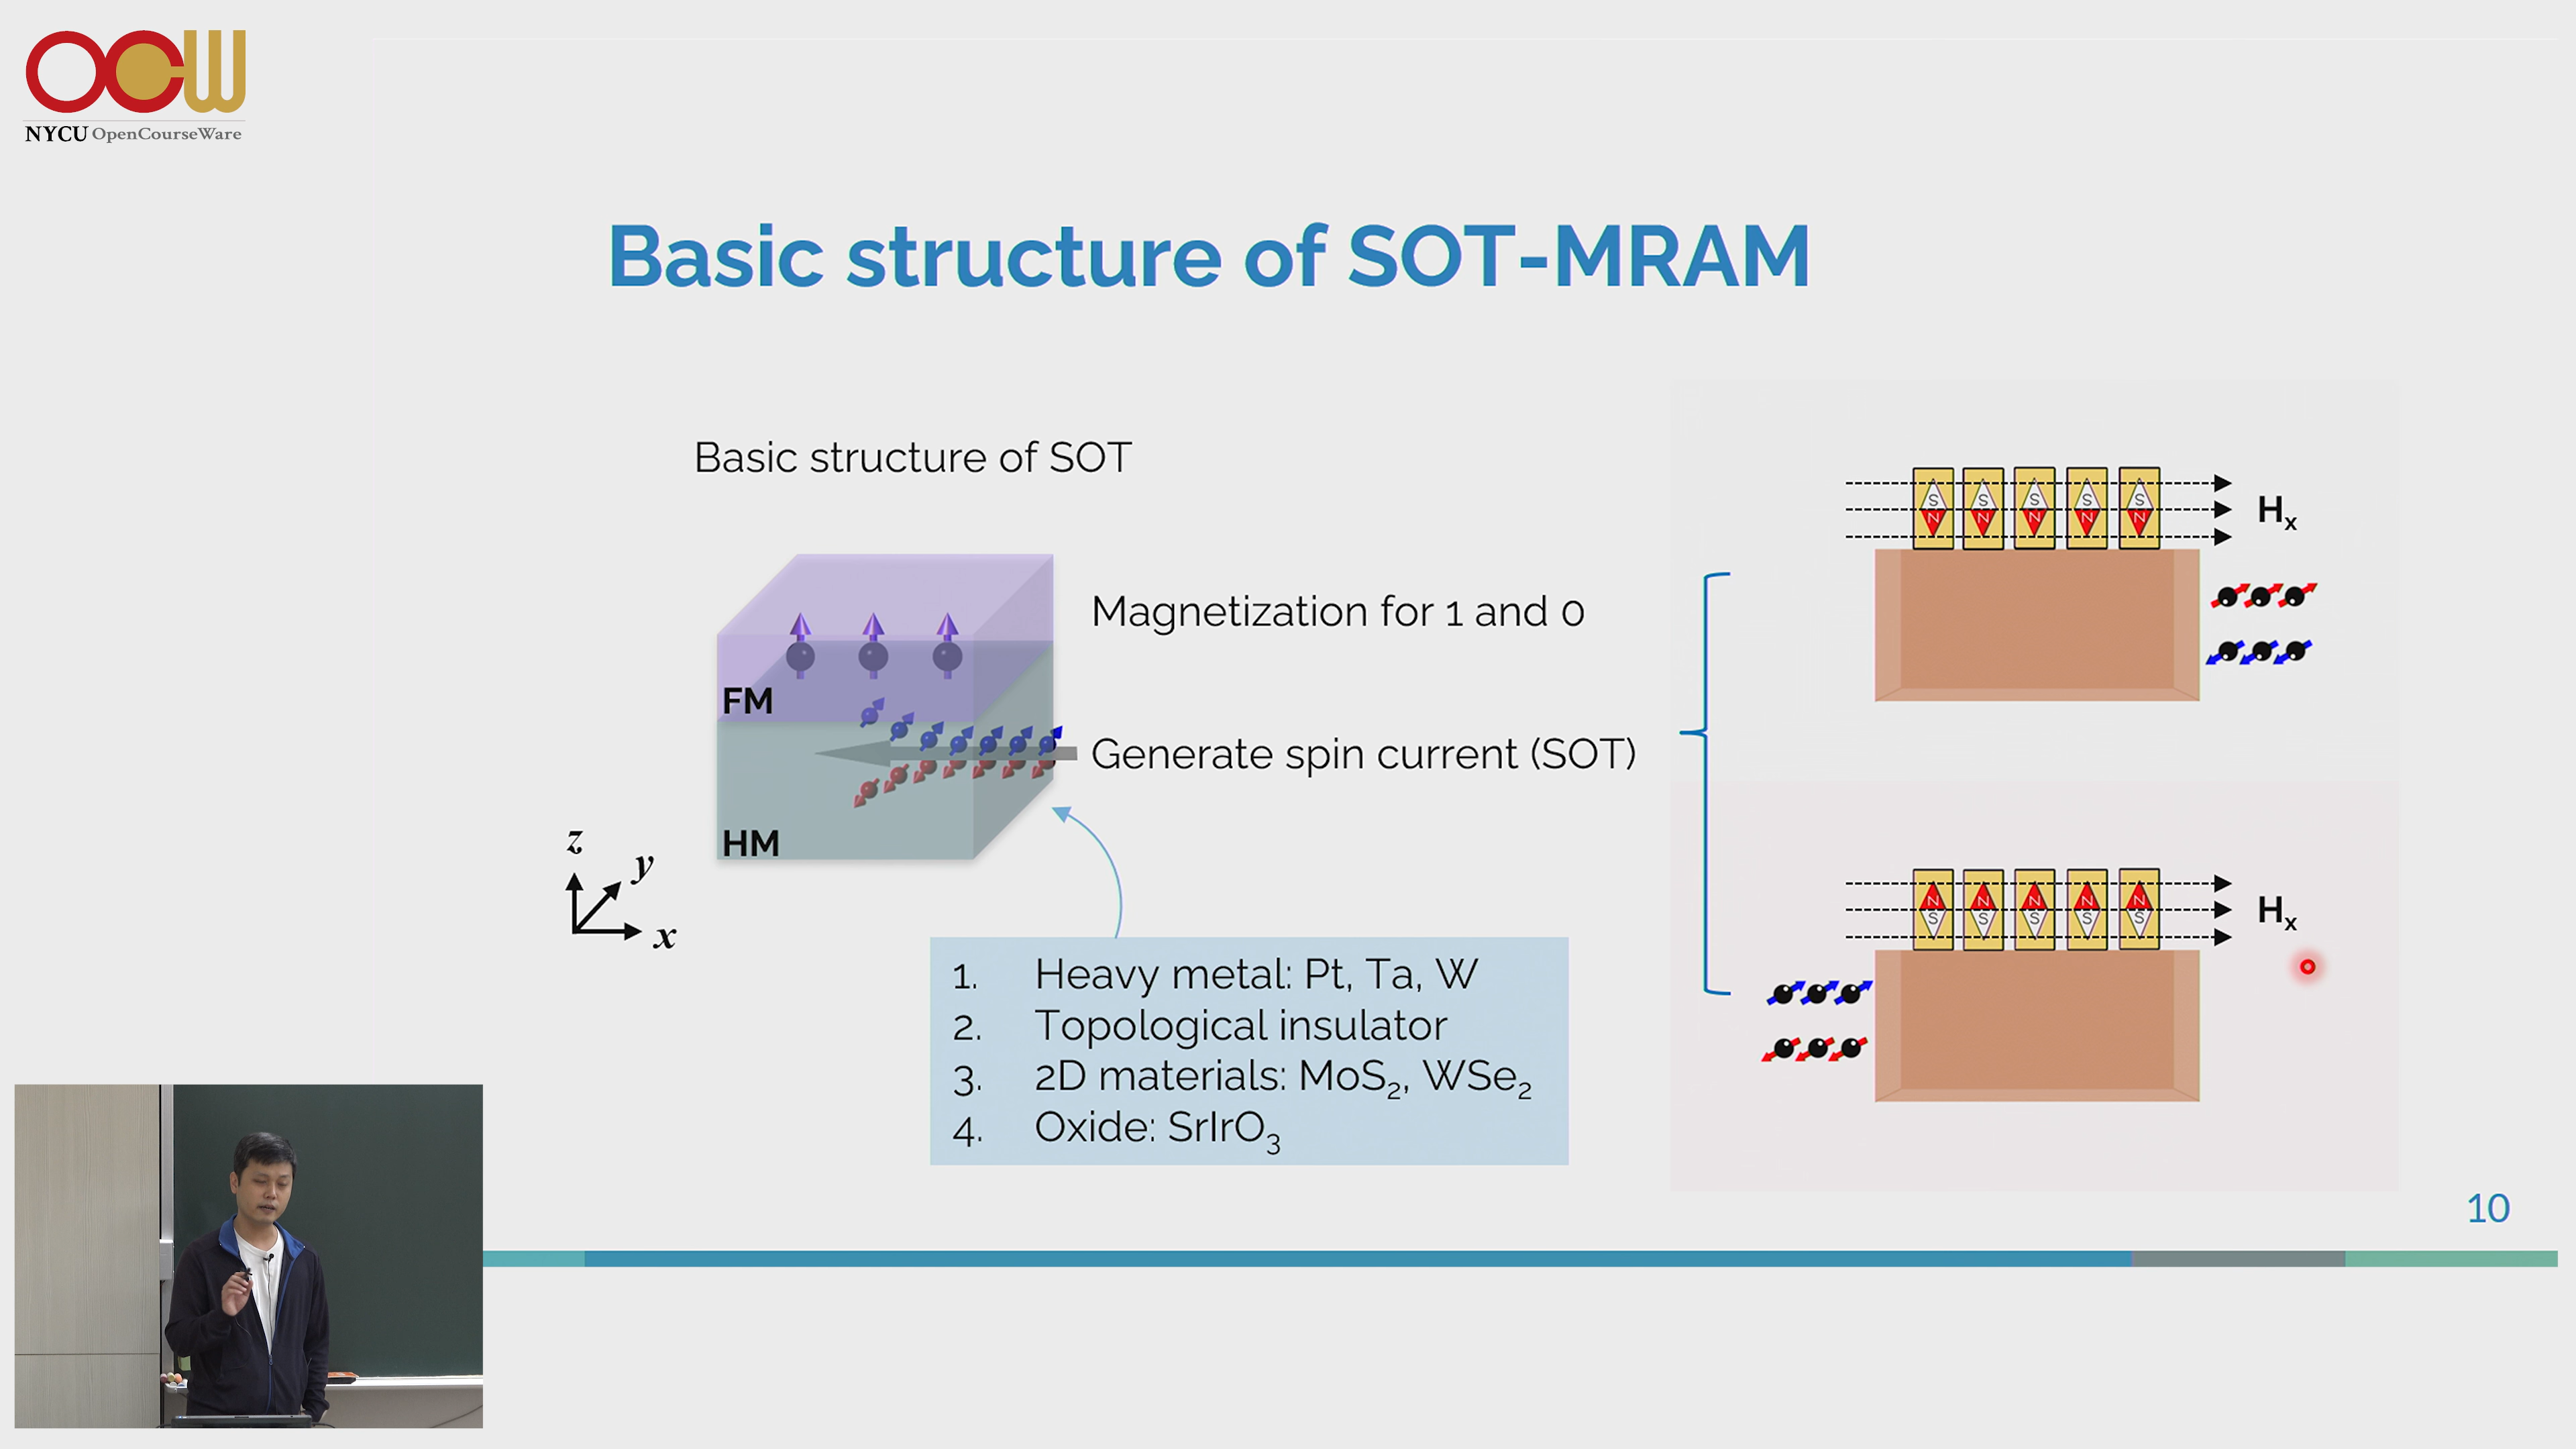 OCW
NYCU OpenCourseWare
Basic structure of SOT-MRAM
Basic structure of SOT
Magnetization for 1 and 0
FM
Generate spin current (SOT)
HM
z
y
x
1. Heavy metal: Pt, Ta, W
2. Topological insulator
3. 2D materials: MoS₂, WSe₂
4. Oxide: SrIrO₃
S S S S S
N N N N N
Hₓ
N N N N N
S S S S S
Hₓ
10